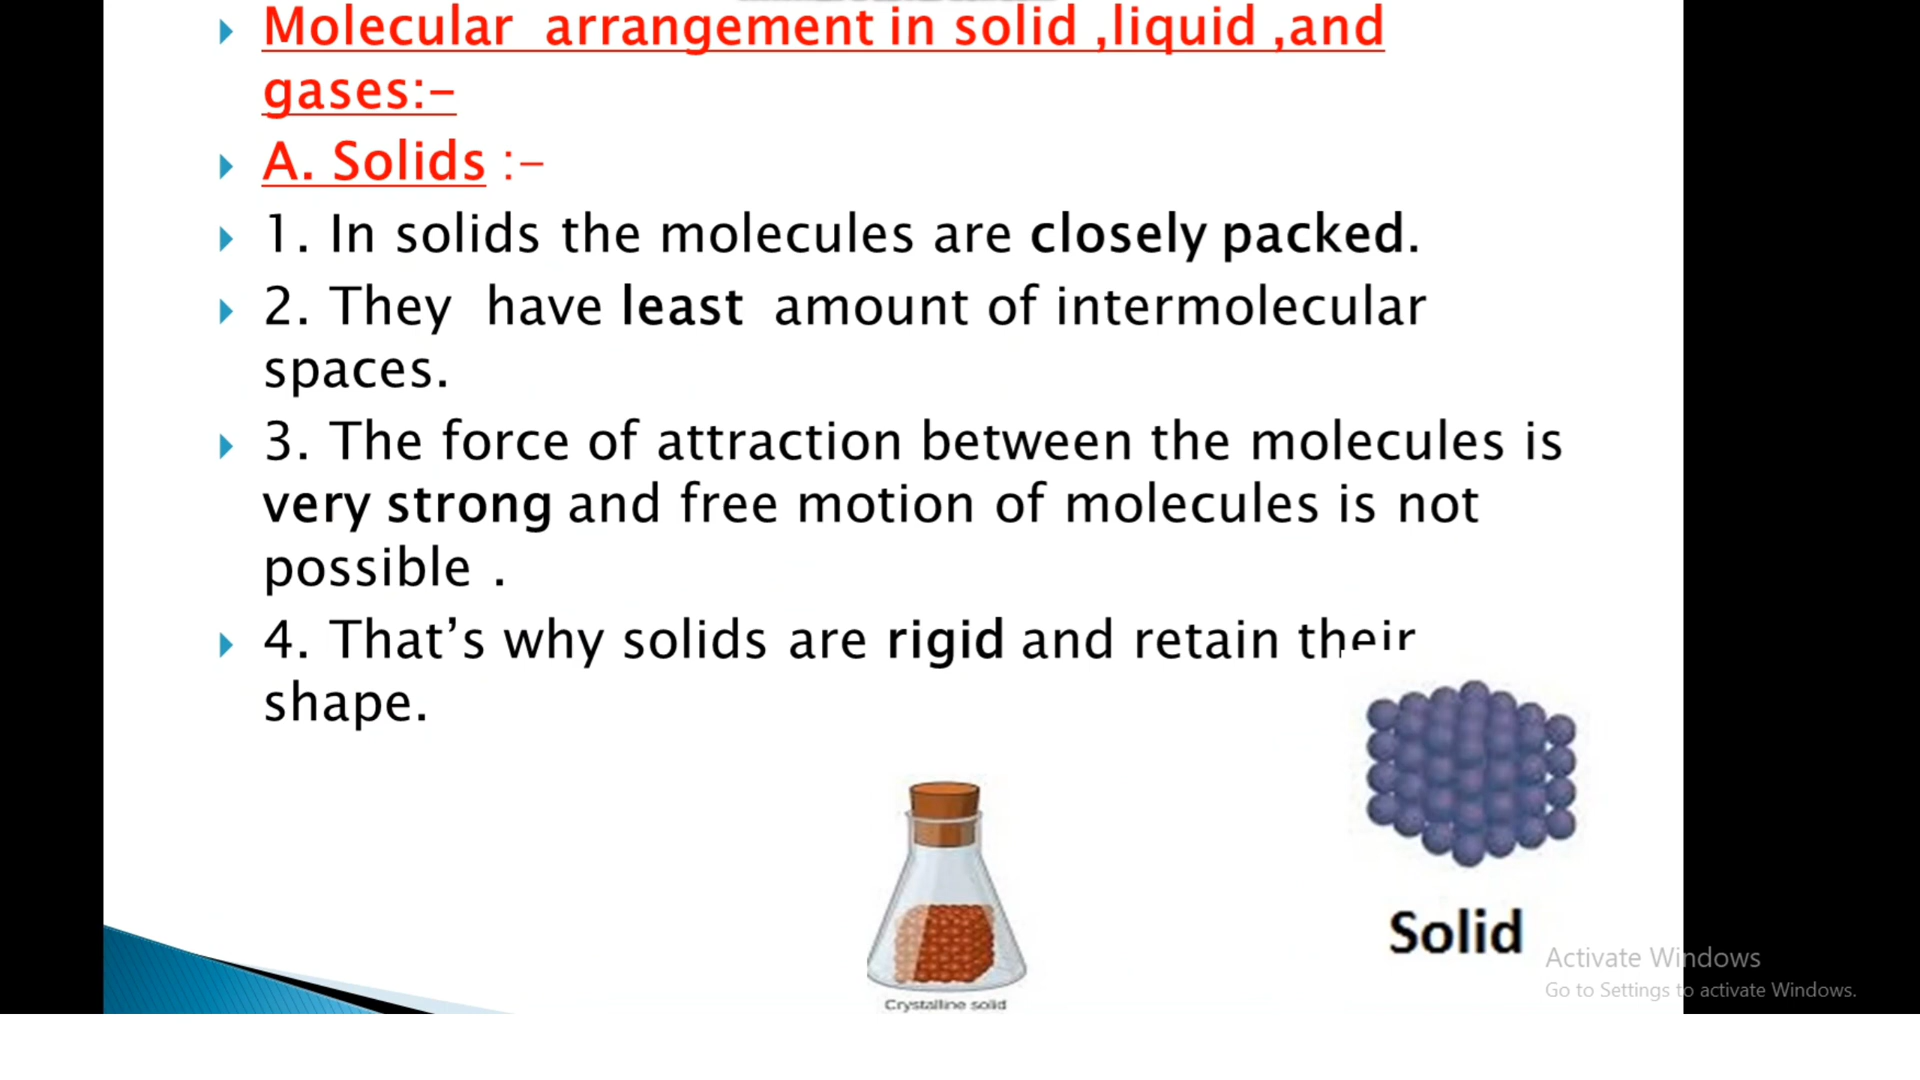 Molecular arrangement in solid ,liquid ,and
gases:-
A. Solids :-
1. In solids the molecules are closely packed.
2. They have least amount of intermolecular
spaces.
3. The force of attraction between the molecules is
very strong and free motion of molecules is not
possible .
4. That’s why solids are rigid and retain their
shape.
Solid
Crystalline solid
Activate Windows
Go to Settings to activate Windows.